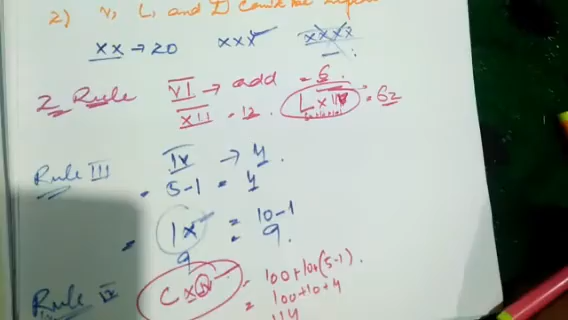 2) V, L, and D could be
XX → 20 XXX XXXX
2 Rule VI → add = 6.
XII = 12. LXII = 62
Rule III IV → 4.
= 5-1 = 4
= IX = 10-1
9 = 9.
Rule IV CXIV = 100+10+(5-1).
= 100+10+4
114